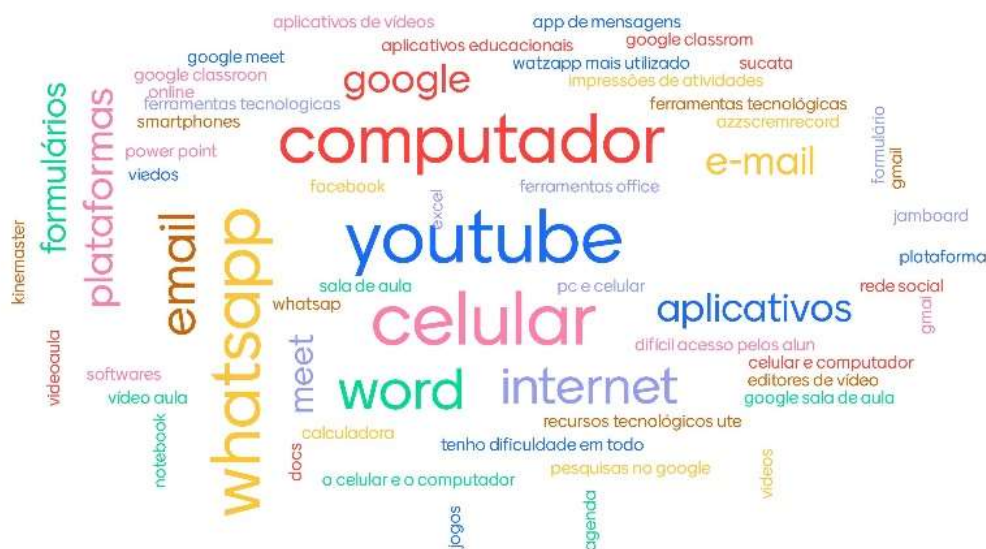 aplicativos de vídeos
app de mensagens
google meet
aplicativos educacionais
google classrom
google classroon
google
watzapp mais utilizado
sucata
online
impressões de atividades
formulários
plataformas
ferramentas tecnologicas
ferramentas tecnológicas
smartphones
computador
azzscremrecord
power point
e-mail
formulário
gmail
viedos
facebook
excel
ferramentas office
kinemaster
email
whatsapp
youtube
jamboard
plataforma
sala de aula
pc e celular
rede social
whatsap
celular
aplicativos
gmai
videoaula
meet
difícil acesso pelos alun
softwares
word
internet
celular e computador
editores de vídeo
vídeo aula
google sala de aula
notebook
calculadora
docs
recursos tecnológicos ute
tenho dificuldade em todo
a celular e o computador
pesquisas no google
videos
jogos
agenda